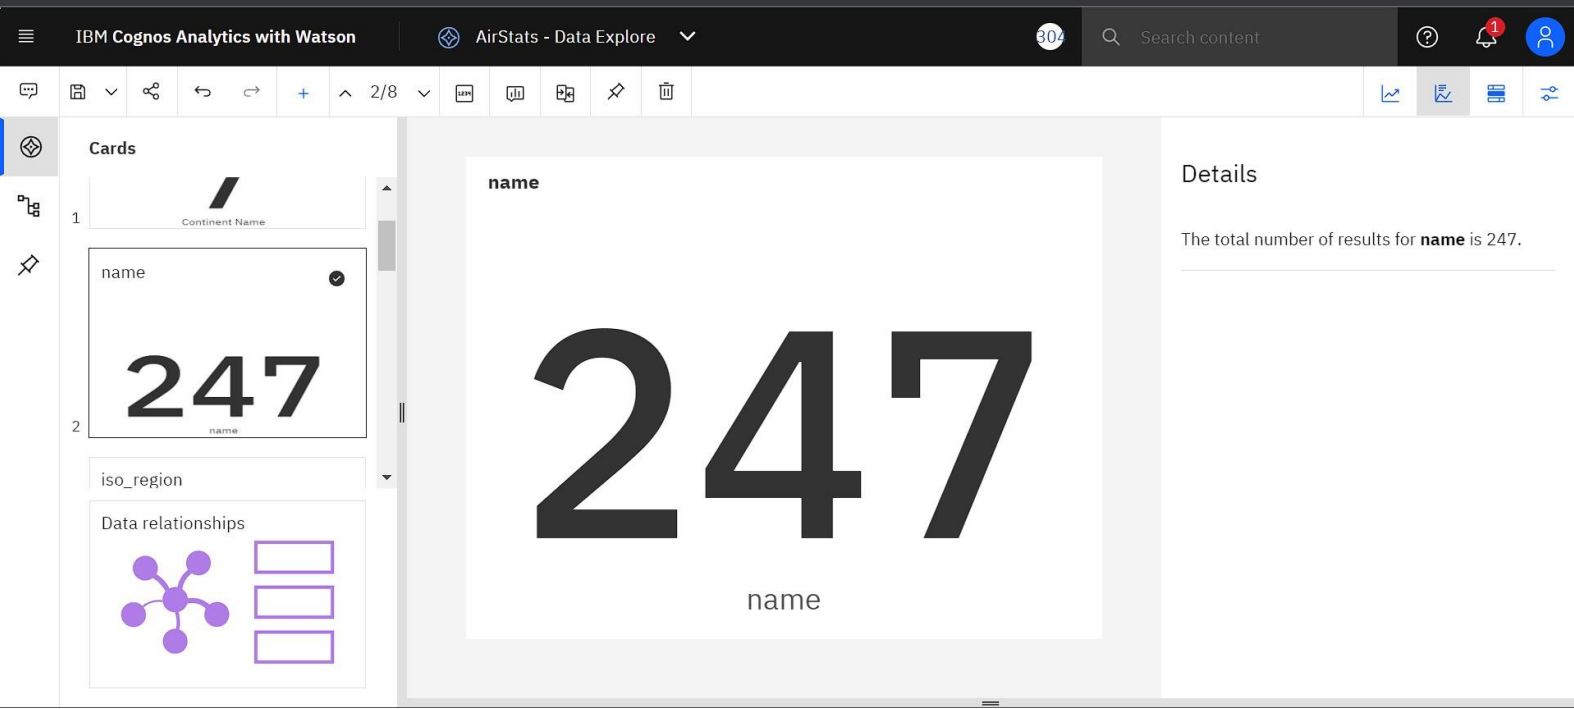 IBM Cognos Analytics with Watson
AirStats - Data Explore
304
Search content
1
2/8
Cards
7
Continent Name
1
name
247
name
2
iso_region
Data relationships
name
247
name
Details
The total number of results for name is 247.